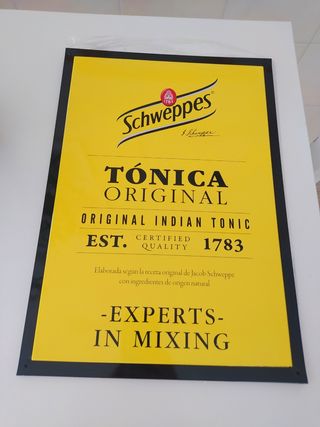 Schweppes
J. Schweppe
TÓNICA
ORIGINAL
ORIGINAL INDIAN TONIC
EST. CERTIFIED QUALITY 1783
Elaborada según la receta original de Jacob Schweppe
con ingredientes de origen natural
-EXPERTS-
IN MIXING